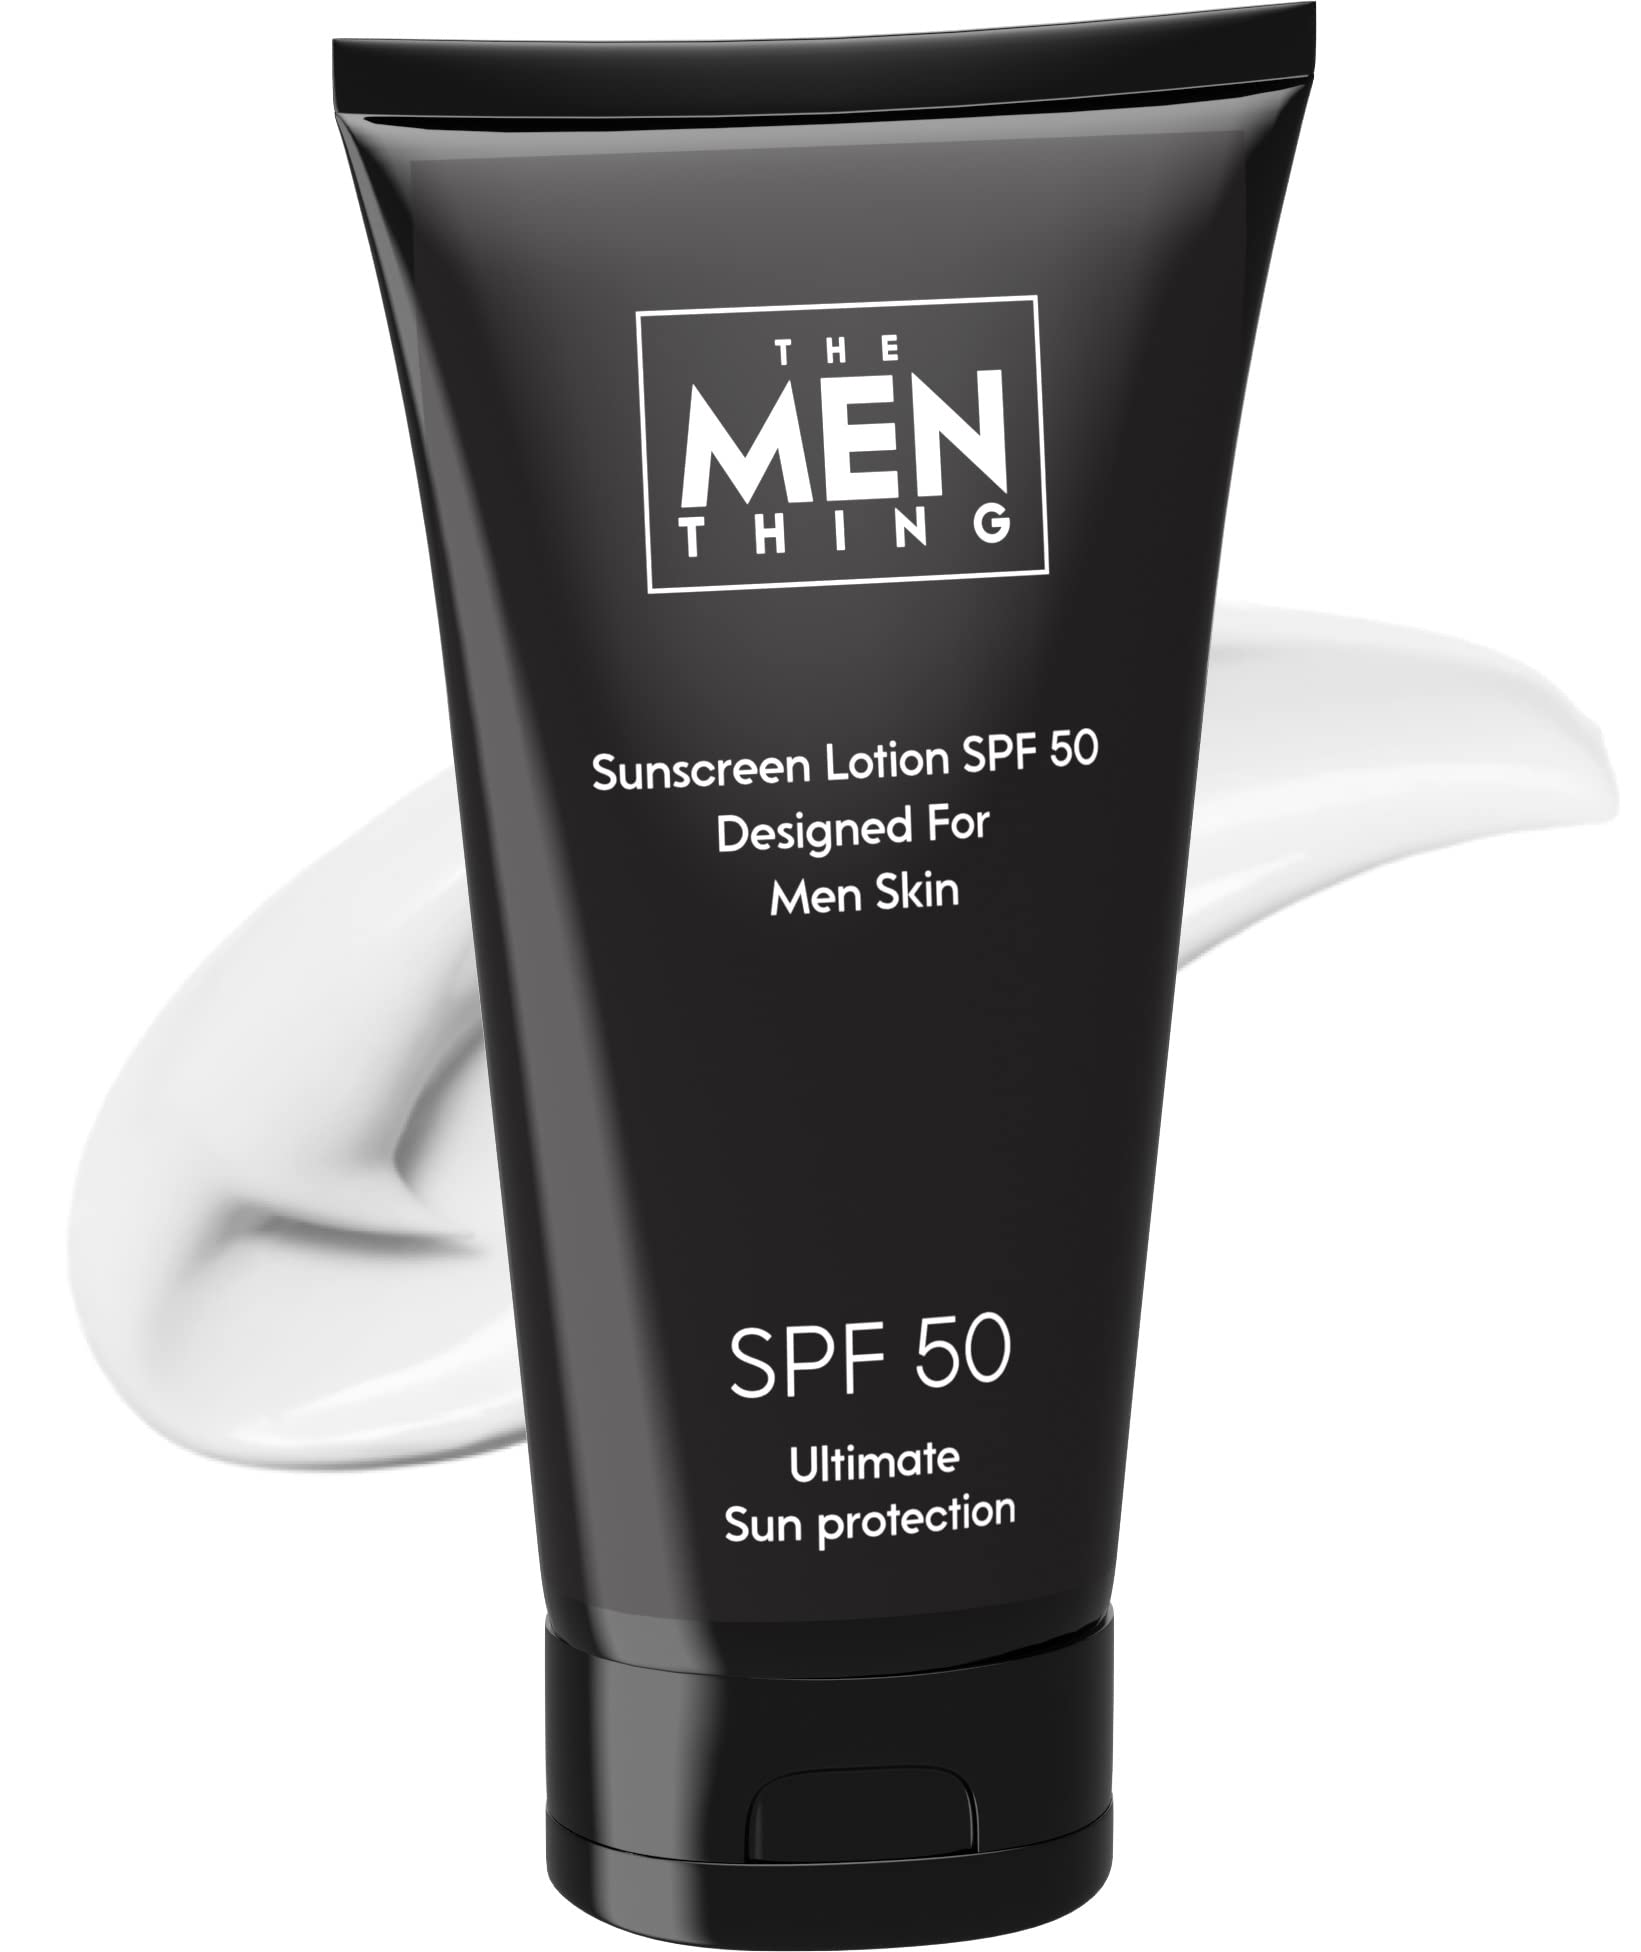 THE
MEN
THING
Sunscreen Lotion SPF 50
Designed For
Men Skin
SPF 50
Ultimate
Sun protection